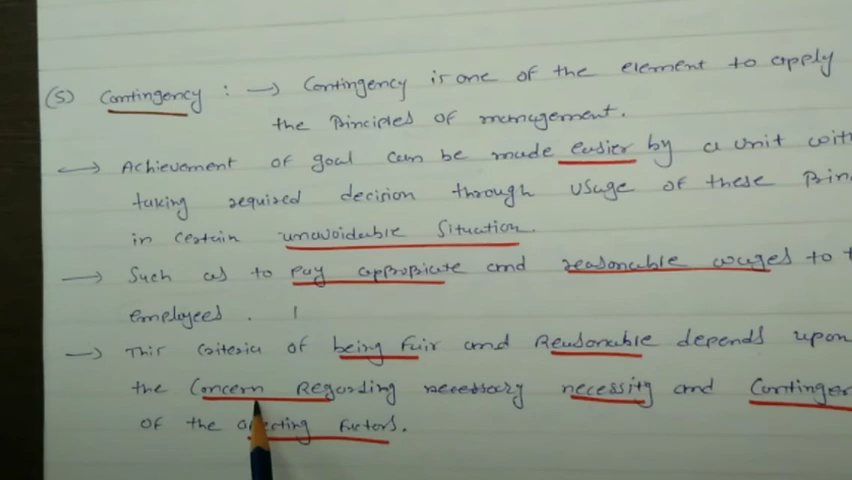 (5) Contingency : → Contingency is one of the element to apply
the Principles of management.
→ Achievement of goal can be made easier by a unit with
taking required decision through usage of these Prin
in certain unavoidable Situation.
→ Such as to pay appropiate and reasonable wages to t
employees.
→ This criteria of being Fair and Reasonable depends upon
the Concern Regarding necessary necessity and Continger
of the Factors.